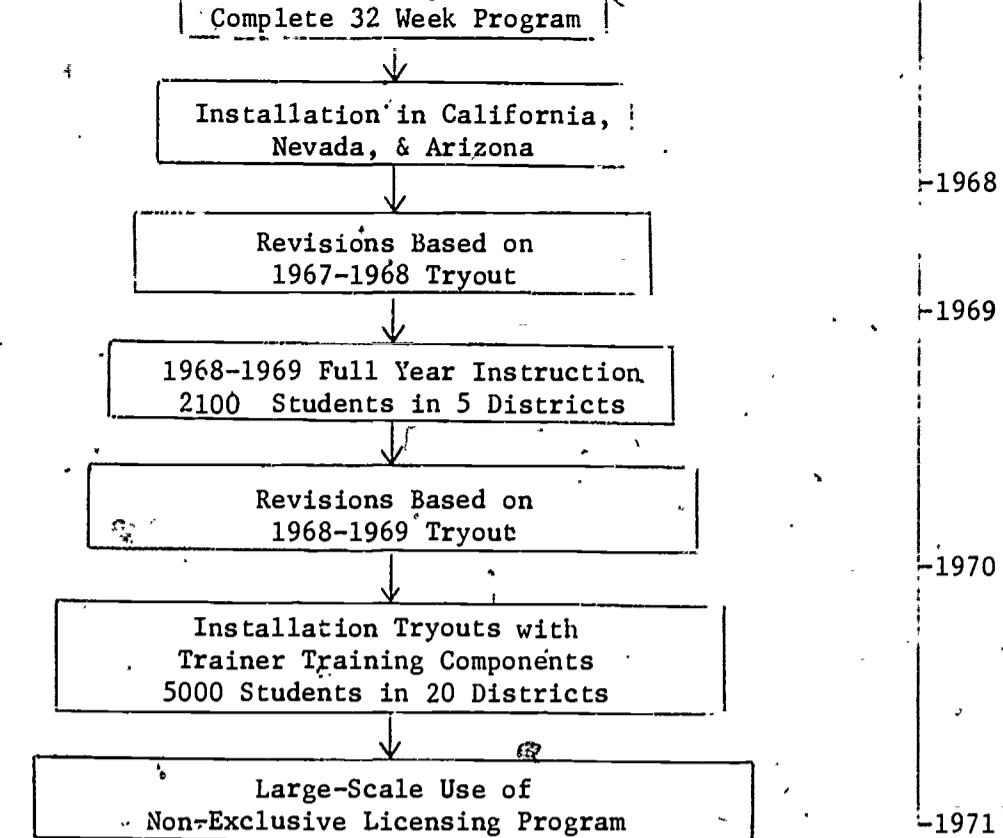 Complete 32 Week Program
Installation in California,
Nevada, & Arizona
-1968
Revisions Based on
1967-1968 Tryout
-1969
1968-1969 Full Year Instruction
2100 Students in 5 Districts
Revisions Based on
1968-1969 Tryout
-1970
Installation Tryouts with
Trainer Training Components
5000 Students in 20 Districts
Large-Scale Use of
Non-Exclusive Licensing Program
-1971